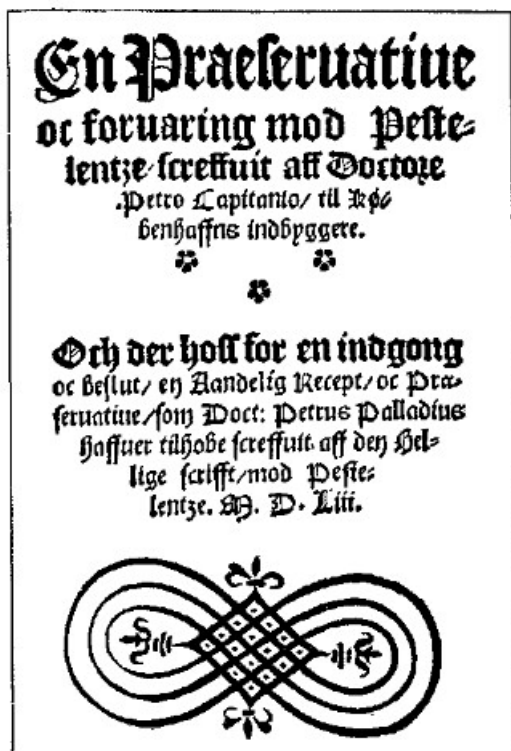 En Praeseruatiue
oc foruaring mod Peste-
lentze screffuit aff Doctore
Petro Capitanio/ til Kø-
benhaffns indbyggere.
Och der hoss for en indgong
oc beslut/ en Aandelig Recept/ oc Præ-
seruatiue/ som Doct: Petrus Palladius
haffuer tilhobe screffuit aff den Hel-
lige scrifft/ mod Peste-
lentze. M. D. Liii.